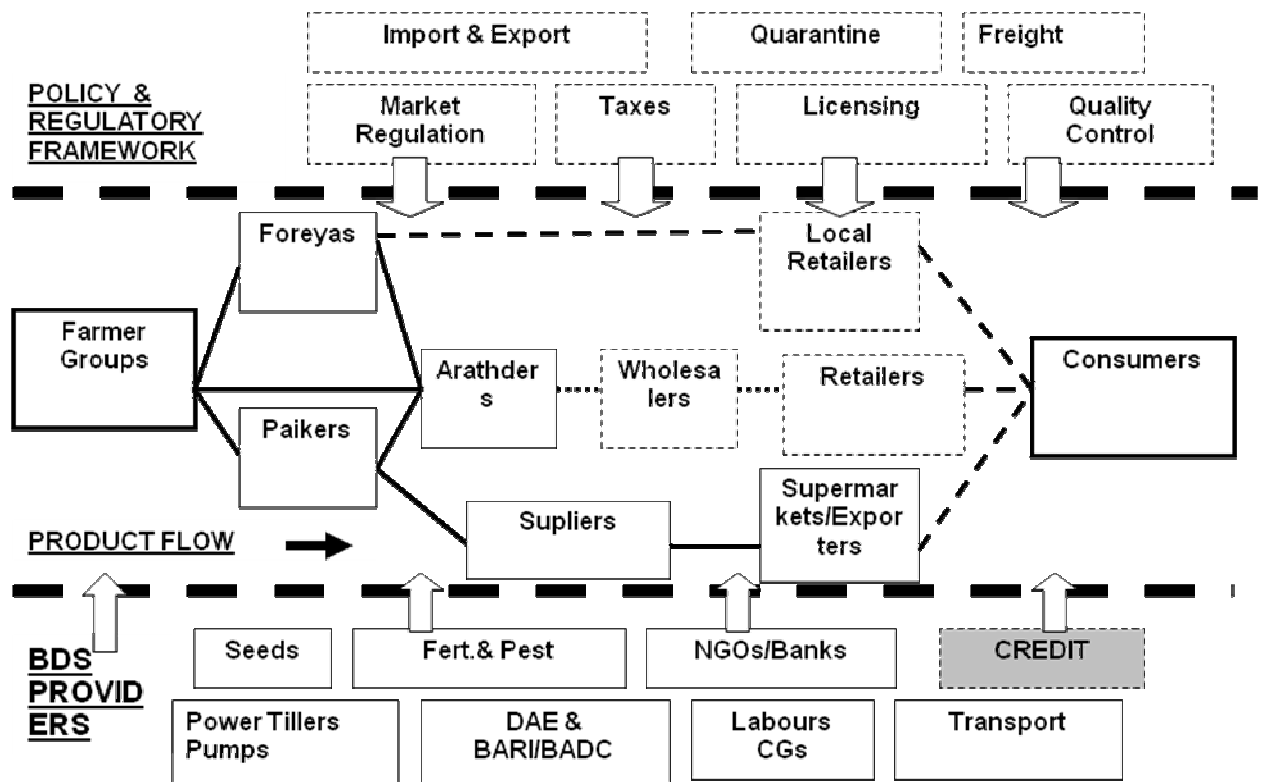 Import & Export
Quarantine
Freight
POLICY &
REGULATORY
FRAMEWORK
Market
Regulation
Taxes
Licensing
Quality
Control
Foreyas
Local
Retailers
Farmer
Groups
Arathder
s
Wholesa
lers
Retailers
Consumers
Paikers
Supliers
Supermar
kets/Expor
ters
PRODUCT FLOW
BDS
PROVID
ERS
Seeds
Fert.& Pest
NGOs/Banks
CREDIT
Power Tillers
Pumps
DAE &
BARI/BADC
Labours
CGs
Transport